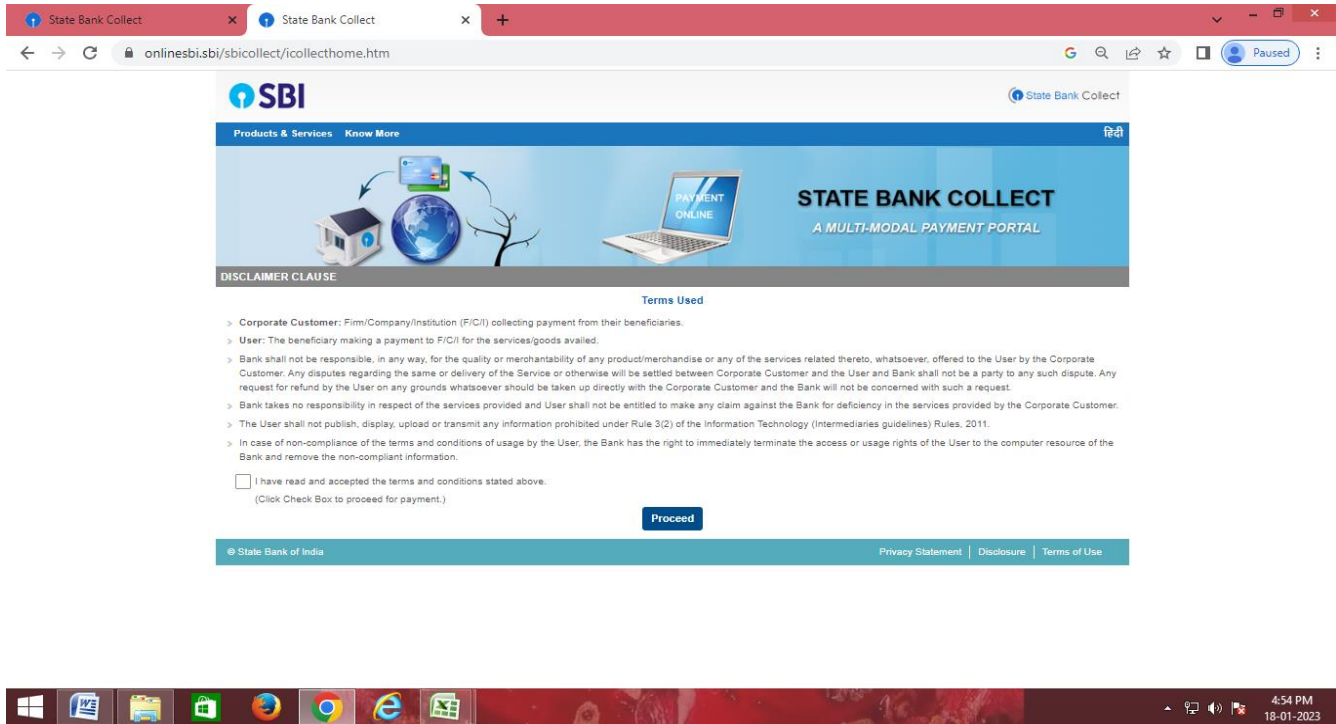 State Bank Collect
State Bank Collect
onlinesbi.sbi/sbicollect/icollecthome.htm
Paused
SBI
State Bank Collect
Products & Services Know More हिंदी
PAYMENT
ONLINE
STATE BANK COLLECT
A MULTI-MODAL PAYMENT PORTAL
DISCLAIMER CLAUSE
Terms Used
Corporate Customer: Firm/Company/Institution (F/C/I) collecting payment from their beneficiaries.
User: The beneficiary making a payment to F/C/I for the services/goods availed.
Bank shall not be responsible, in any way, for the quality or merchantability of any product/merchandise or any of the services related thereto, whatsoever, offered to the User by the Corporate
Customer. Any disputes regarding the same or delivery of the Service or otherwise will be settled between Corporate Customer and the User and Bank shall not be a party to any such dispute. Any
request for refund by the User on any grounds whatsoever should be taken up directly with the Corporate Customer and the Bank will not be concerned with such a request.
Bank takes no responsibility in respect of the services provided and User shall not be entitled to make any claim against the Bank for deficiency in the services provided by the Corporate Customer.
The User shall not publish, display, upload or transmit any information prohibited under Rule 3(2) of the Information Technology (Intermediaries guidelines) Rules, 2011.
In case of non-compliance of the terms and conditions of usage by the User, the Bank has the right to immediately terminate the access or usage rights of the User to the computer resource of the
Bank and remove the non-compliant information.
I have read and accepted the terms and conditions stated above.
(Click Check Box to proceed for payment.)
Proceed
© State Bank of India Privacy Statement | Disclosure | Terms of Use
4:54 PM
18-01-2023